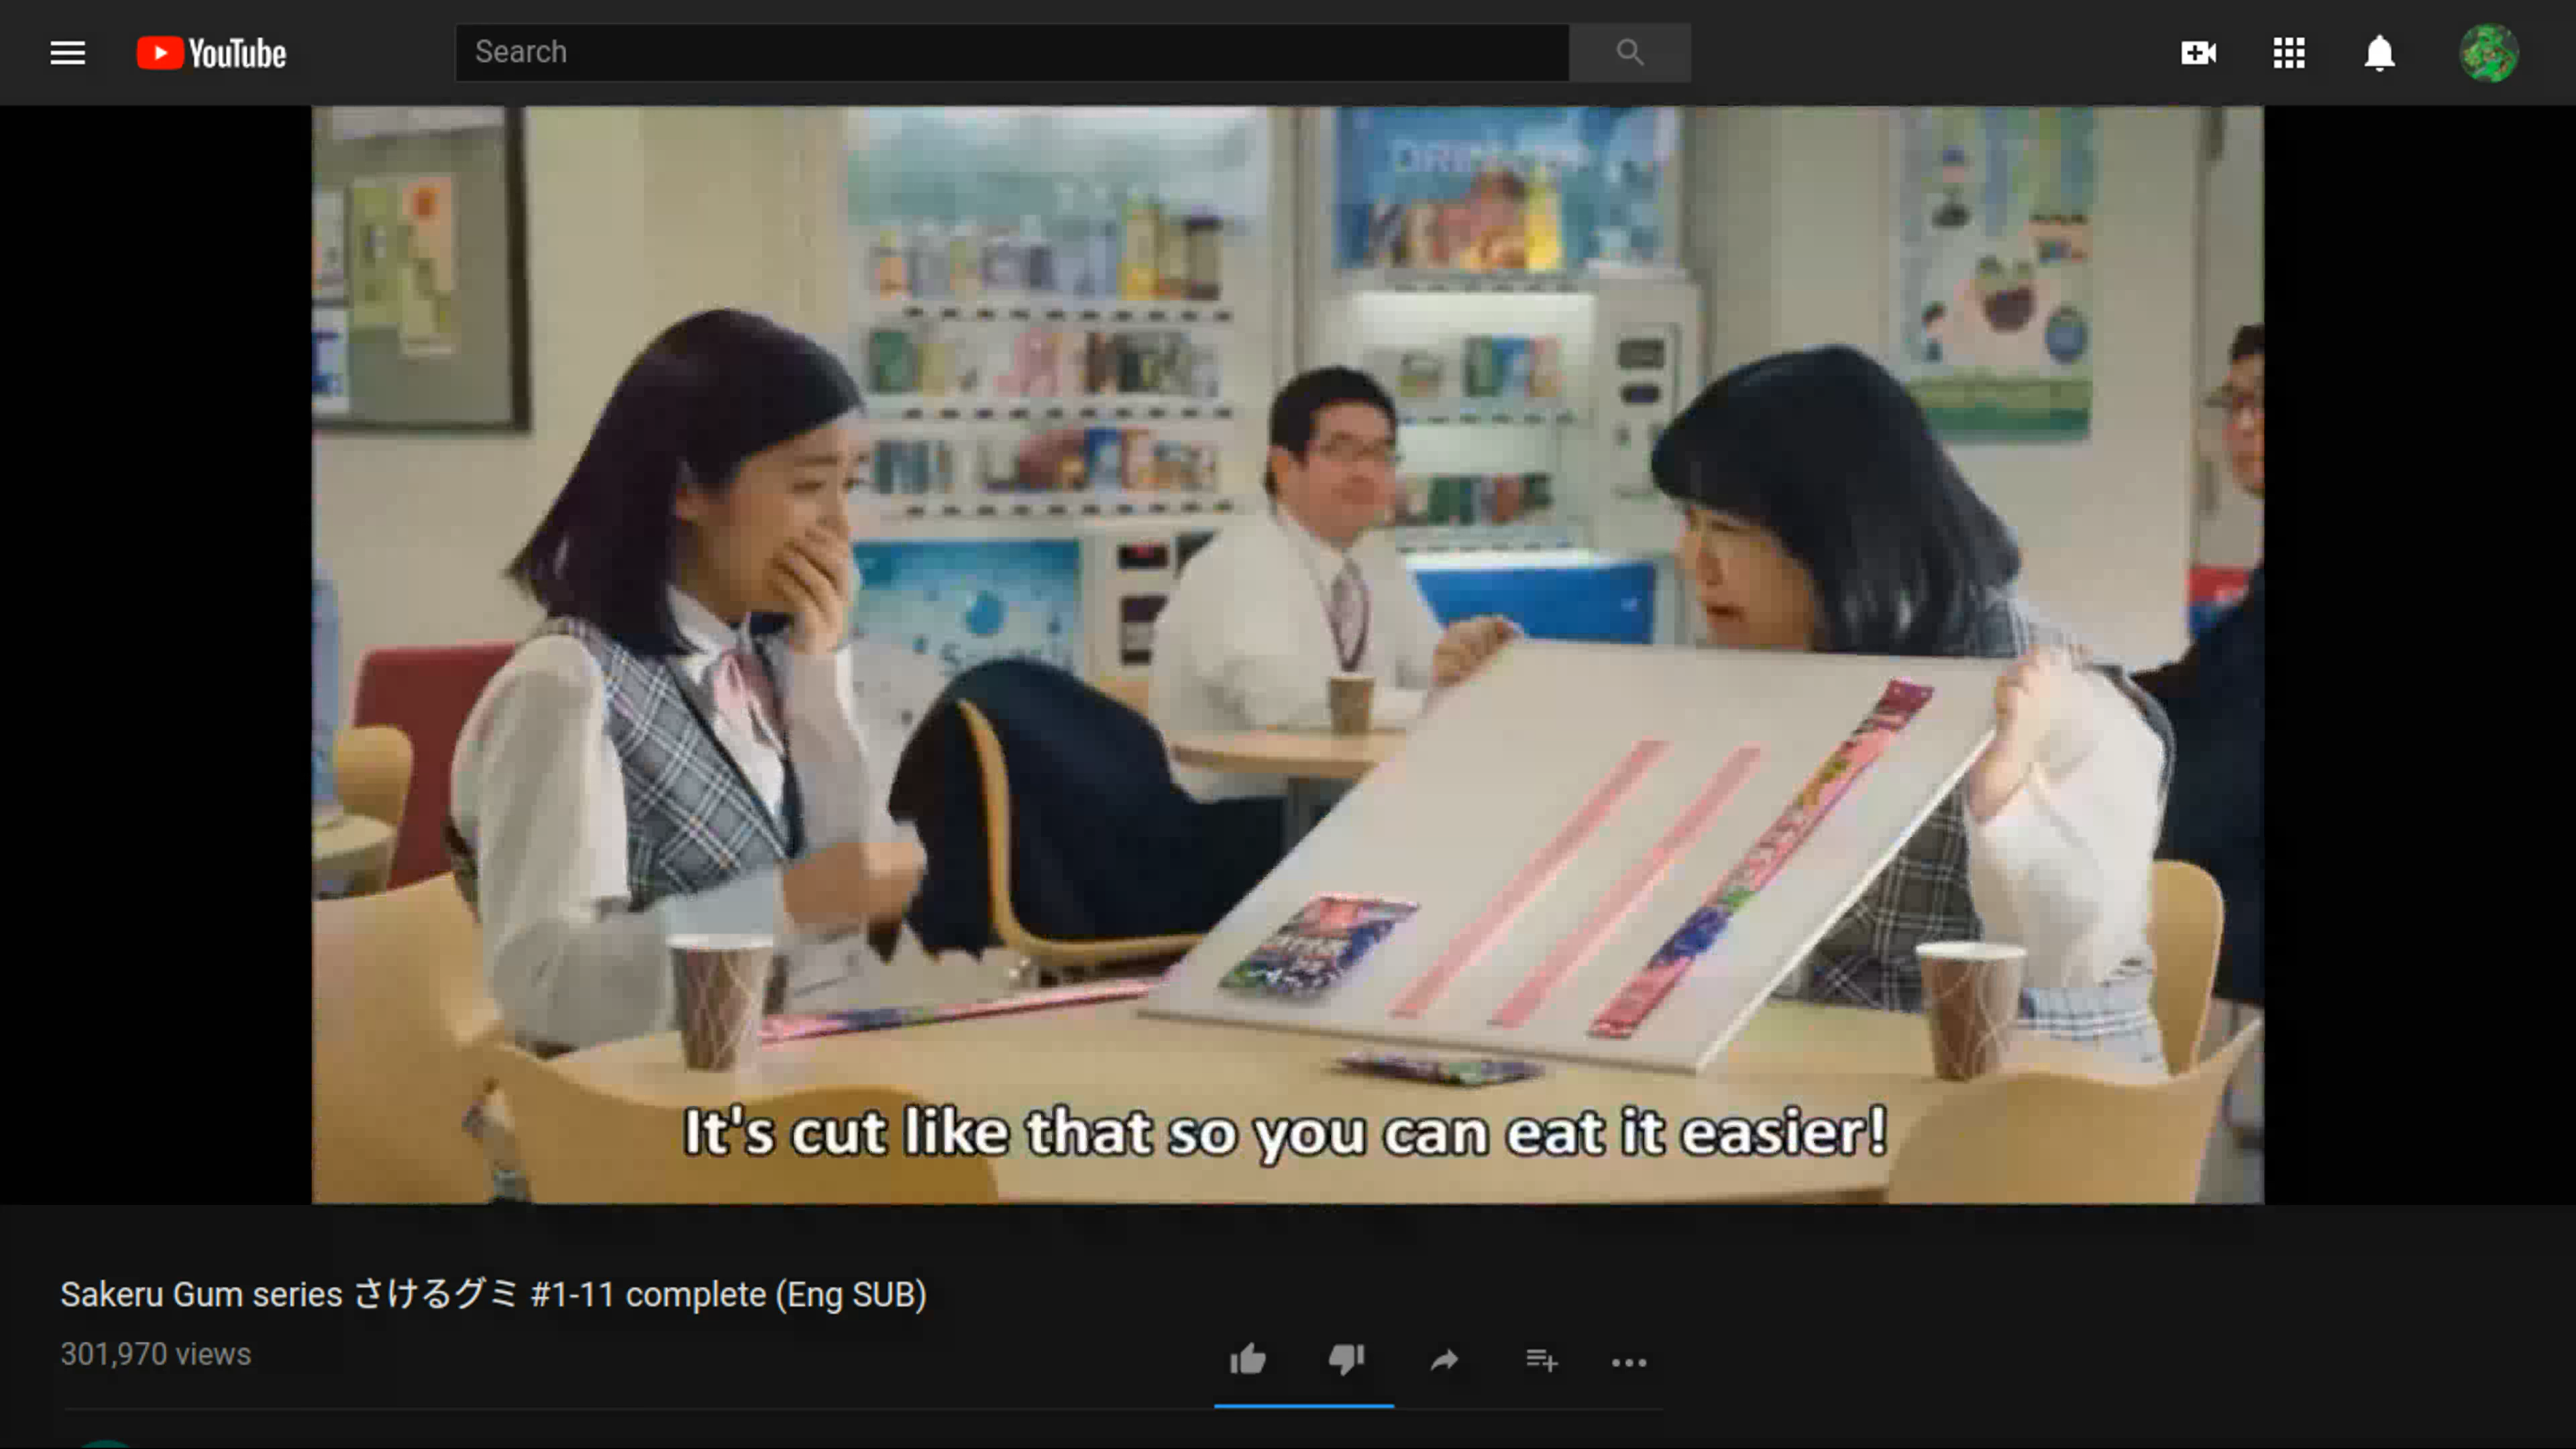 YouTube
Search
DRINK
It's cut like that so you can eat it easier!
Sakeru Gum series さけるグミ #1-11 complete (Eng SUB)
301,970 views